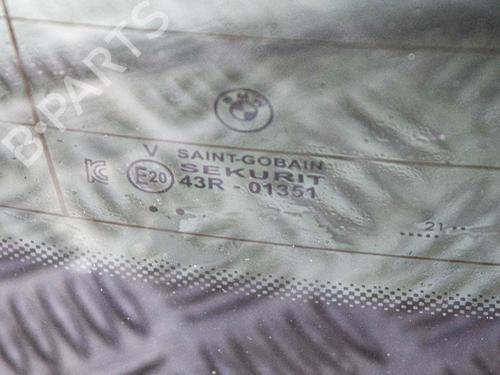 B-PARTS
BMW
V
SAINT-GOBAIN
SEKURIT
E20
43R - 01351
21